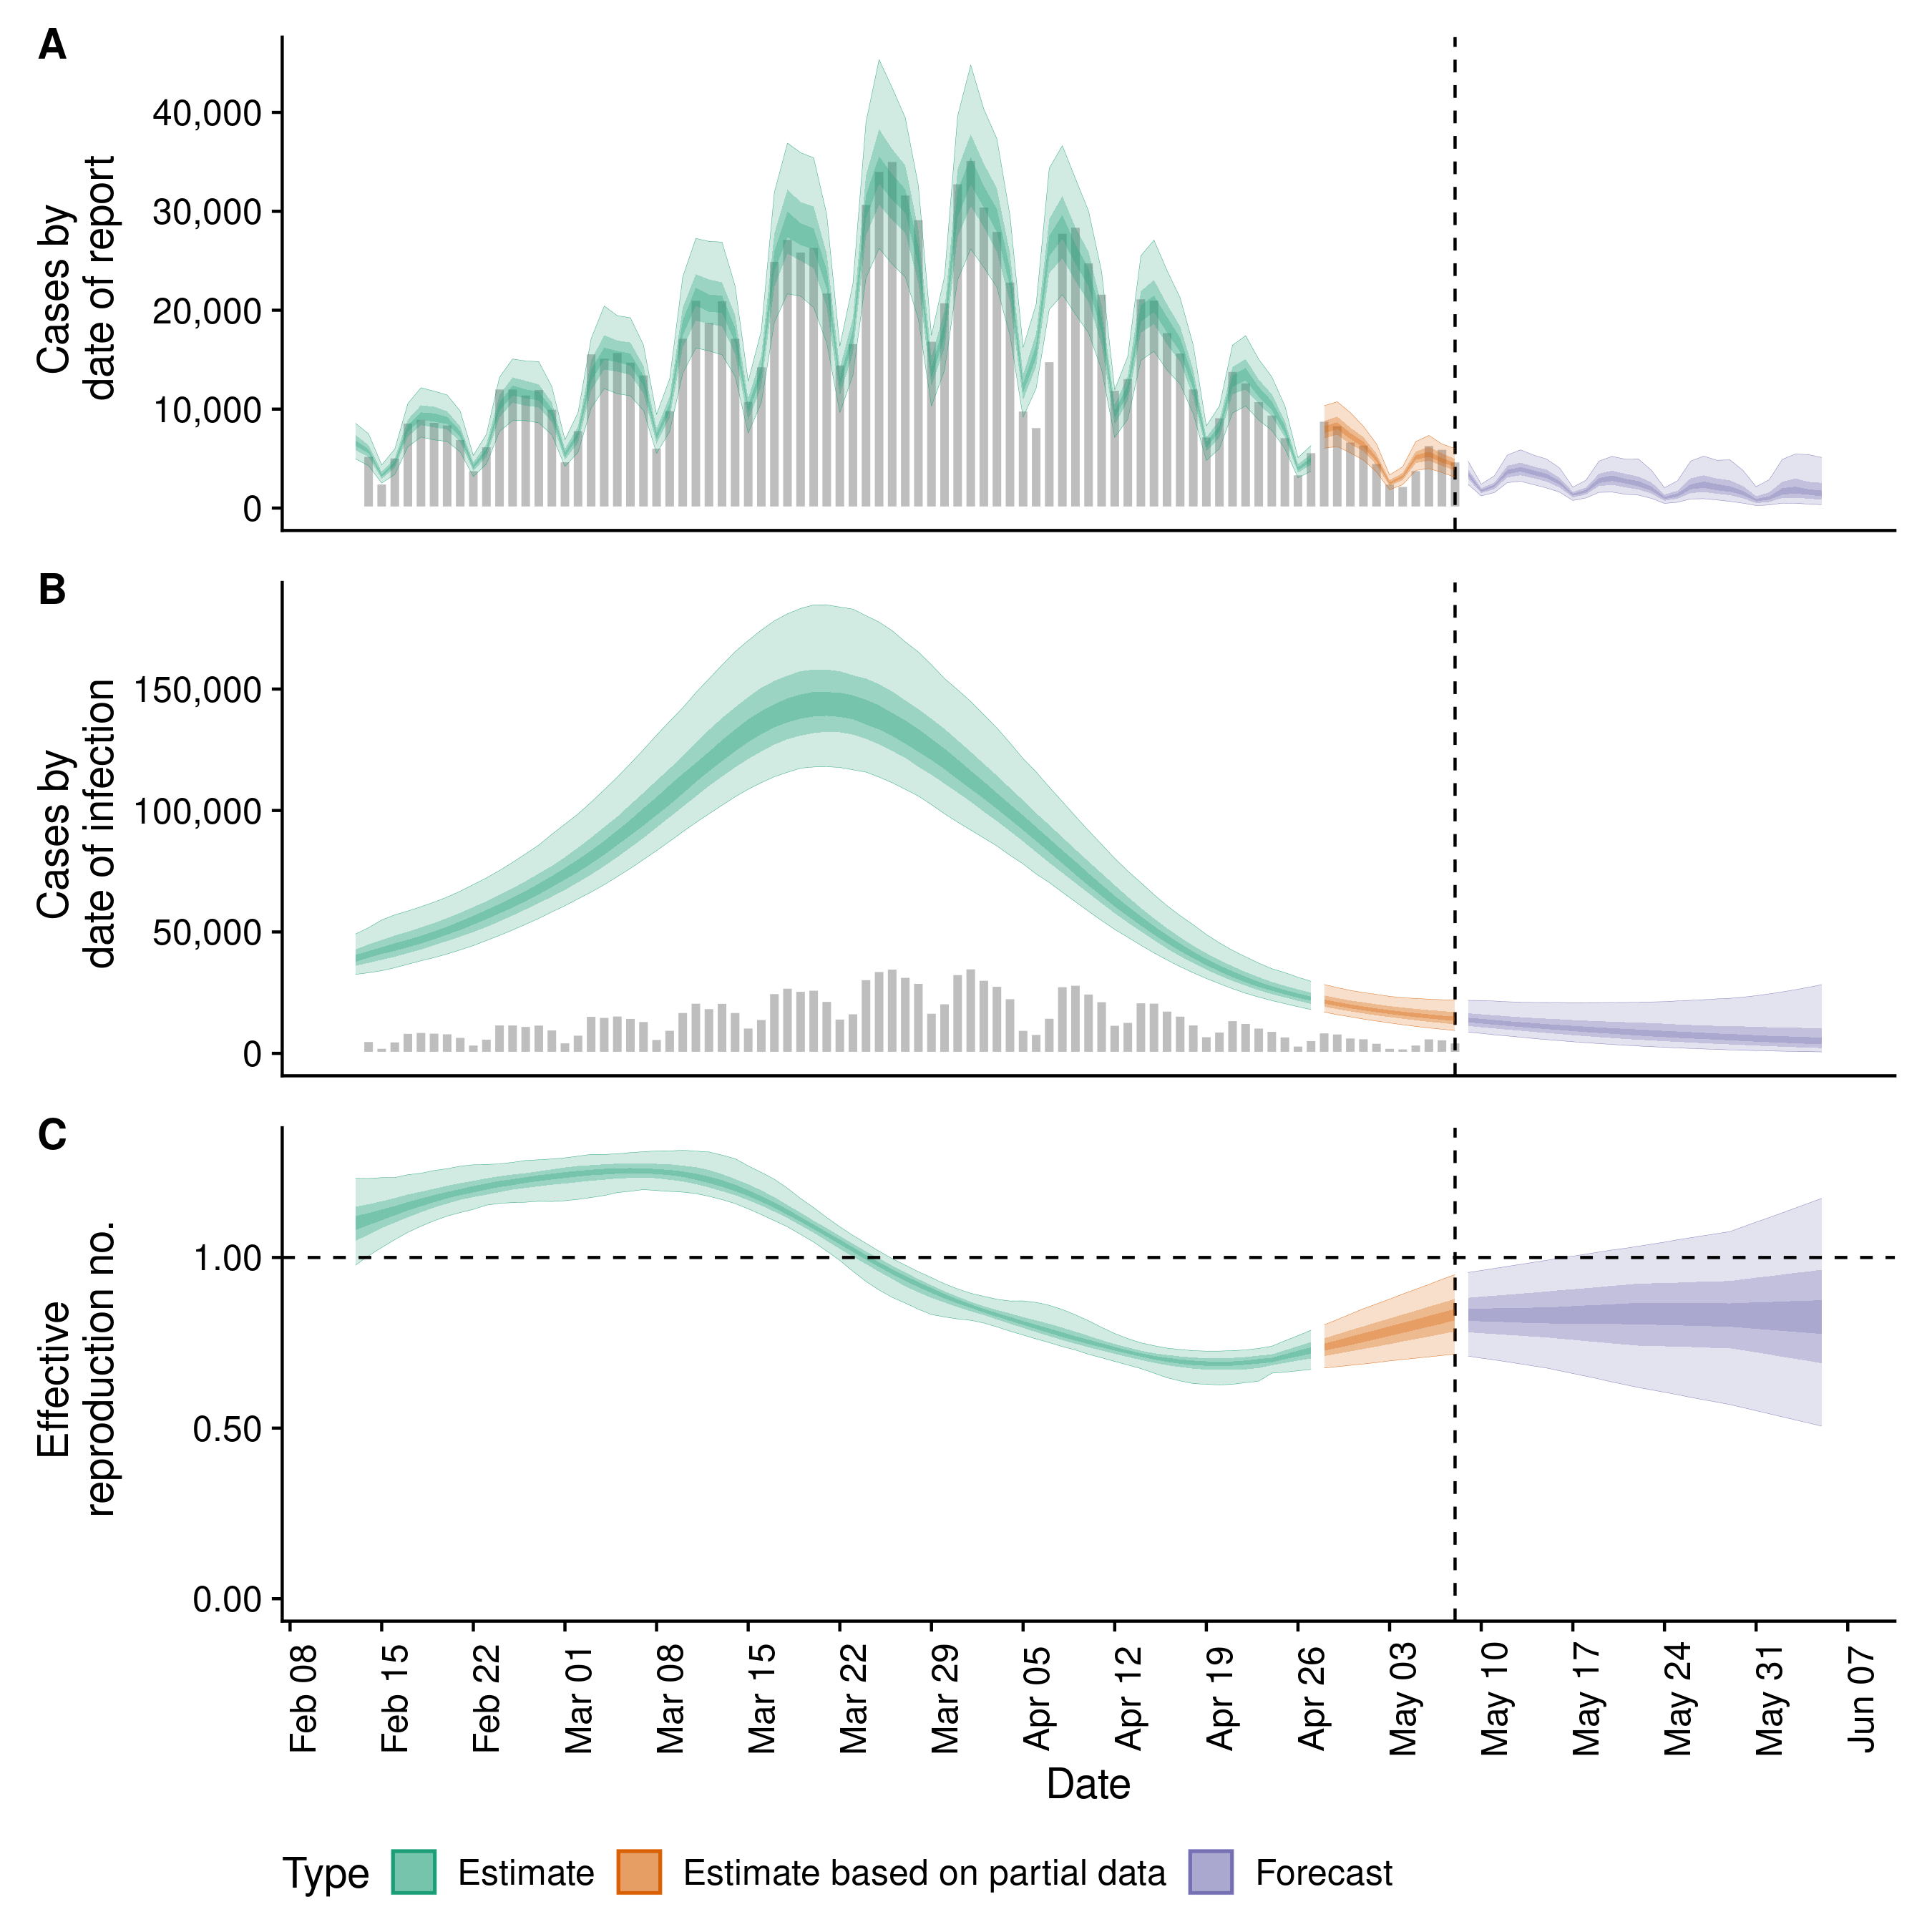 A
Cases by
date of report
40,000
30,000
20,000
10,000
0
B
Cases by
date of infection
150,000
100,000
50,000
0
C
Effective
reproduction no.
1.00
0.50
0.00
Feb 08
Feb 15
Feb 22
Mar 01
Mar 08
Mar 15
Mar 22
Mar 29
Apr 05
Apr 12
Apr 19
Apr 26
May 03
May 10
May 17
May 24
May 31
Jun 07
Date
Type Estimate Estimate based on partial data Forecast